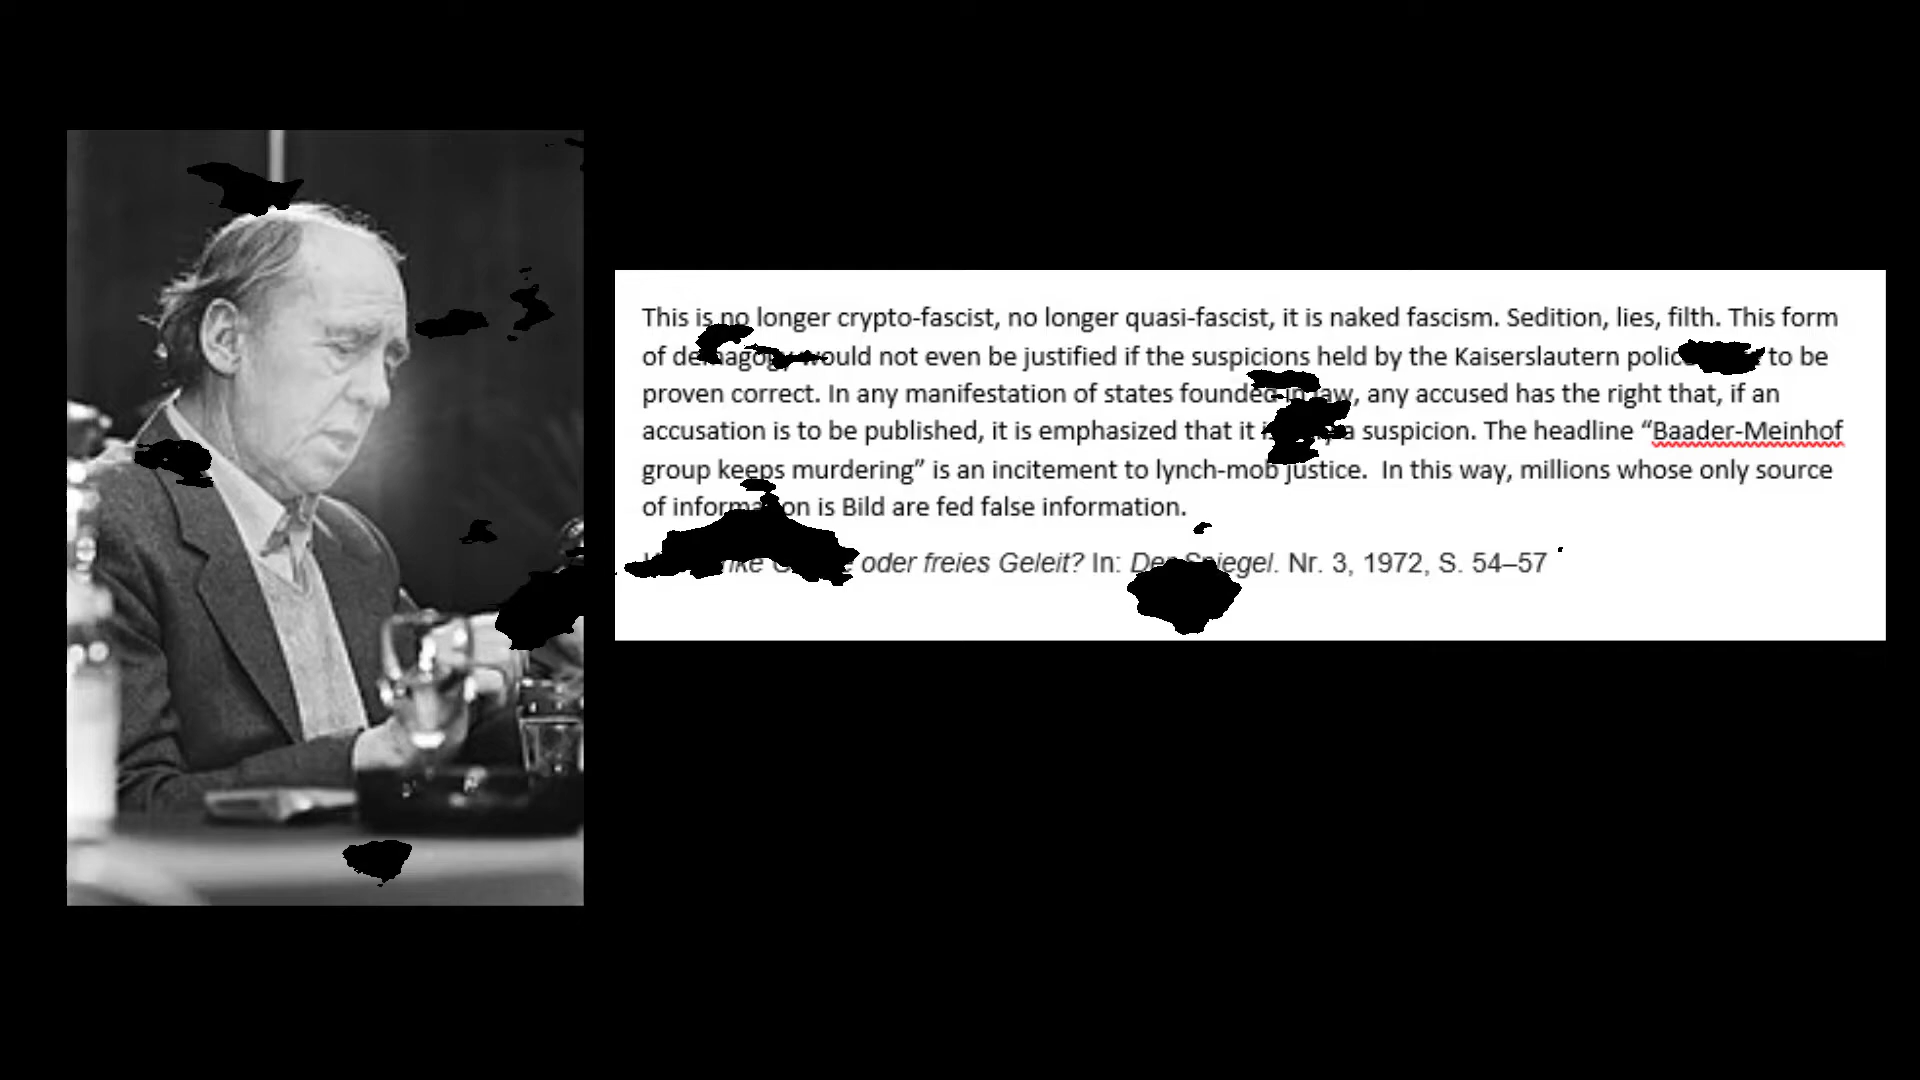 This is no longer crypto-fascist, no longer quasi-fascist, it is naked fascism. Sedition, lies, filth. This form
of demagogy would not even be justified if the suspicions held by the Kaiserslautern to be
proven correct. In any manifestation of states founded in law, any accused has the right that, if an
accusation is to be published, it is emphasized that it a suspicion. The headline “Baader-Meinhof
group keeps murdering” is an incitement to lynch-mob justice. In this way, millions whose only source
of information is Bild are fed false information.
oder freies Geleit? In: Der Spiegel. Nr. 3, 1972, S. 54–57